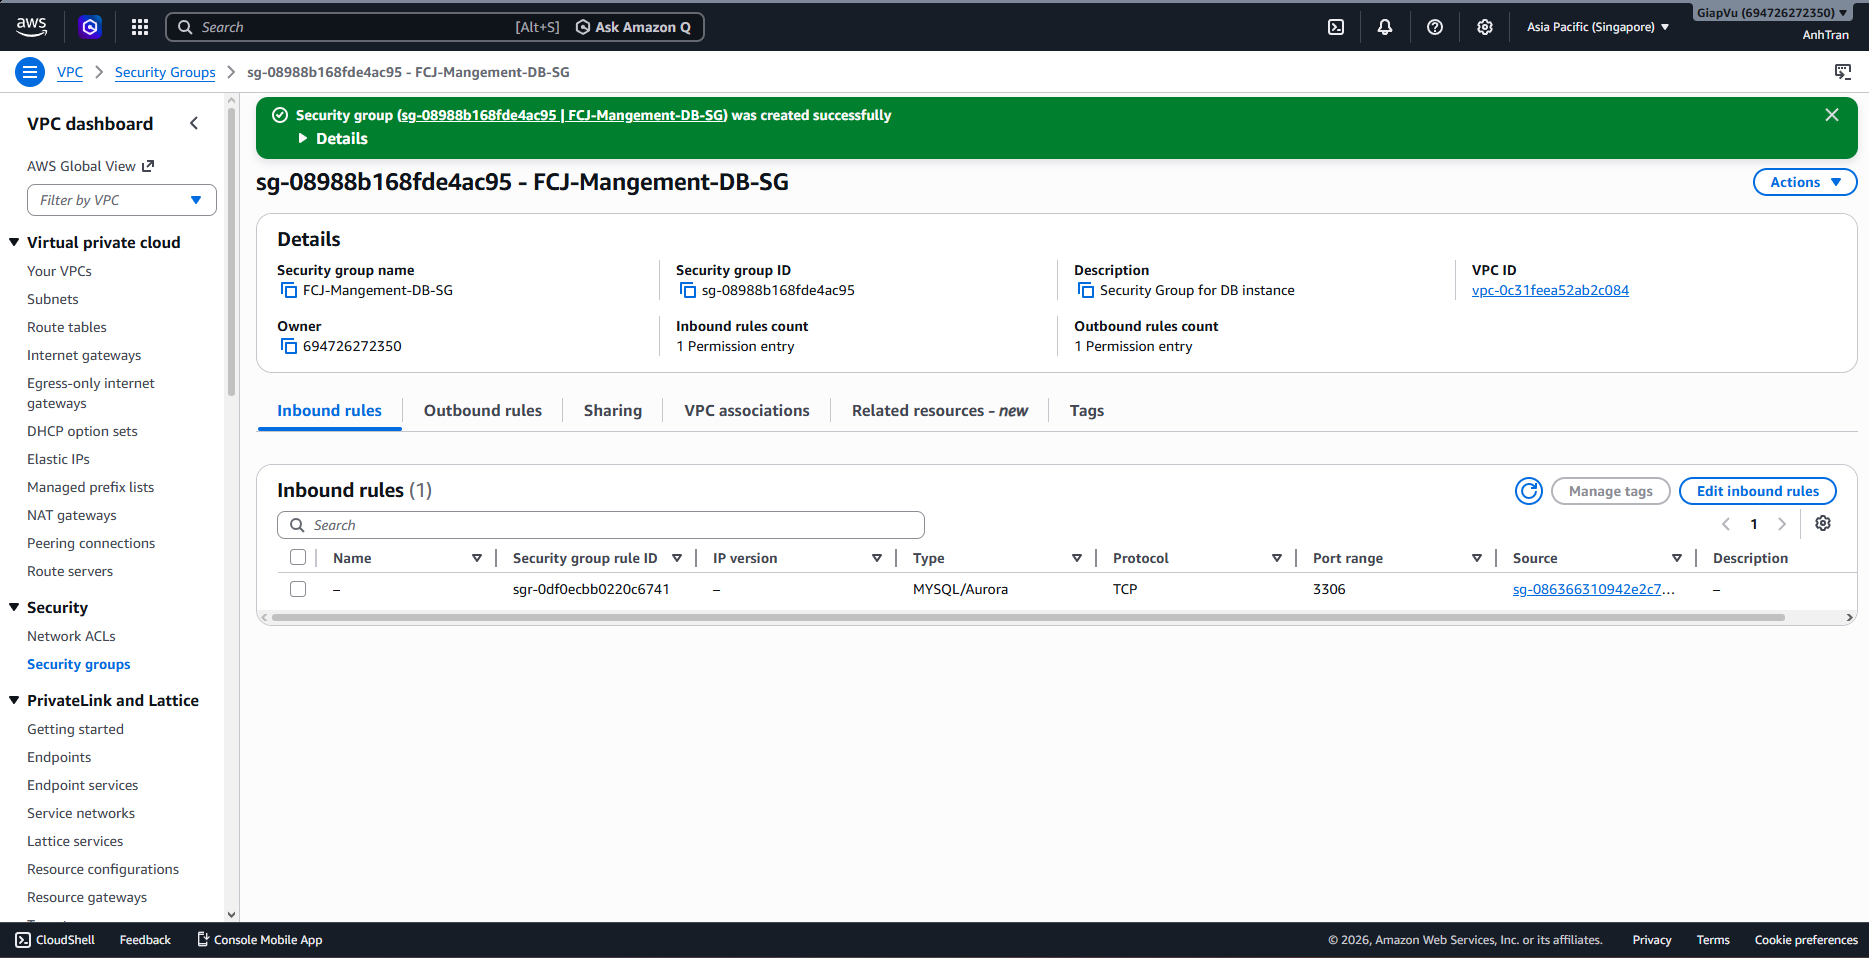 aws
Search [Alt+S] Ask Amazon Q
Asia Pacific (Singapore)
GiapVu (694726272350)
AnhTran
VPC
Security Groups
sg-08988b168fde4ac95 - FCJ-Mangement-DB-SG
VPC dashboard
AWS Global View
Filter by VPC
Virtual private cloud
Your VPCs
Subnets
Route tables
Internet gateways
Egress-only internet
gateways
DHCP option sets
Elastic IPs
Managed prefix lists
NAT gateways
Peering connections
Route servers
Security
Network ACLs
Security groups
PrivateLink and Lattice
Getting started
Endpoints
Endpoint services
Service networks
Lattice services
Resource configurations
Resource gateways
Security group (sg-08988b168fde4ac95 | FCJ-Mangement-DB-SG) was created successfully
Details
sg-08988b168fde4ac95 - FCJ-Mangement-DB-SG
Actions
Details
Security group name
FCJ-Mangement-DB-SG
Security group ID
sg-08988b168fde4ac95
Description
Security Group for DB instance
VPC ID
vpc-0c31feea52ab2c084
Owner
694726272350
Inbound rules count
1 Permission entry
Outbound rules count
1 Permission entry
Inbound rules Outbound rules Sharing VPC associations Related resources - new Tags
Inbound rules (1)
Manage tags
Edit inbound rules
Search
1
Name Security group rule ID IP version Type Protocol Port range Source Description
– sgr-0df0ecbb0220c6741 – MYSQL/Aurora TCP 3306 sg-086366310942e2c7... –
CloudShell Feedback Console Mobile App
© 2026, Amazon Web Services, Inc. or its affiliates. Privacy Terms Cookie preferences